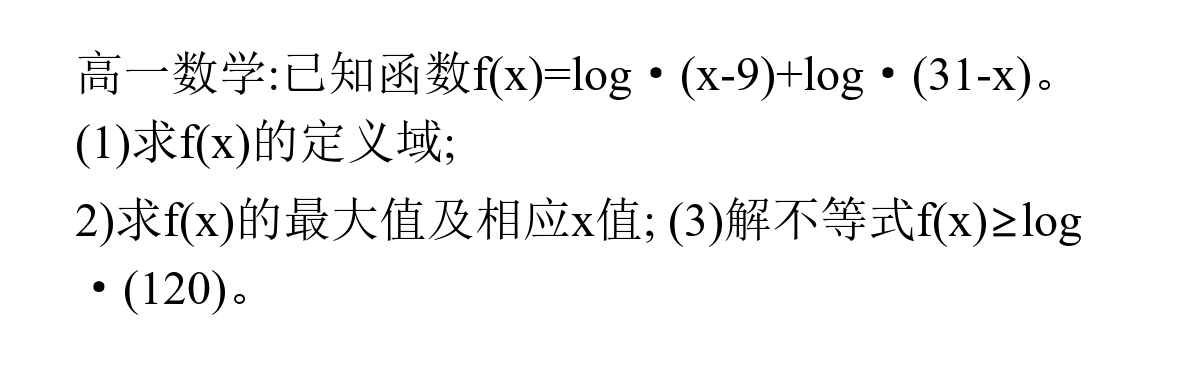 高一数学:已知函数f(x)=log·(x-9)+log·(31-x)。
(1)求f(x)的定义域;
2)求f(x)的最大值及相应x值; (3)解不等式f(x)≥log
·(120)。